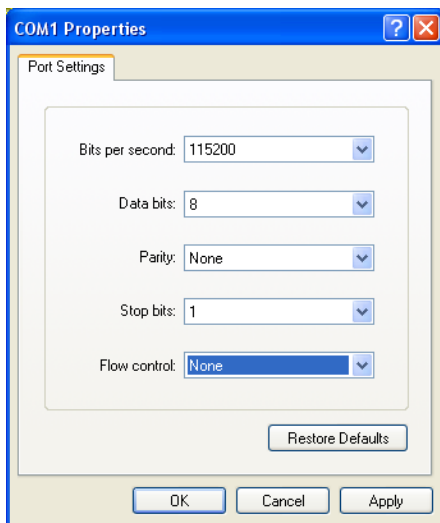 COM1 Properties
Port Settings
Bits per second: 115200
Data bits: 8
Parity: None
Stop bits: 1
Flow control: None
Restore Defaults
OK Cancel Apply